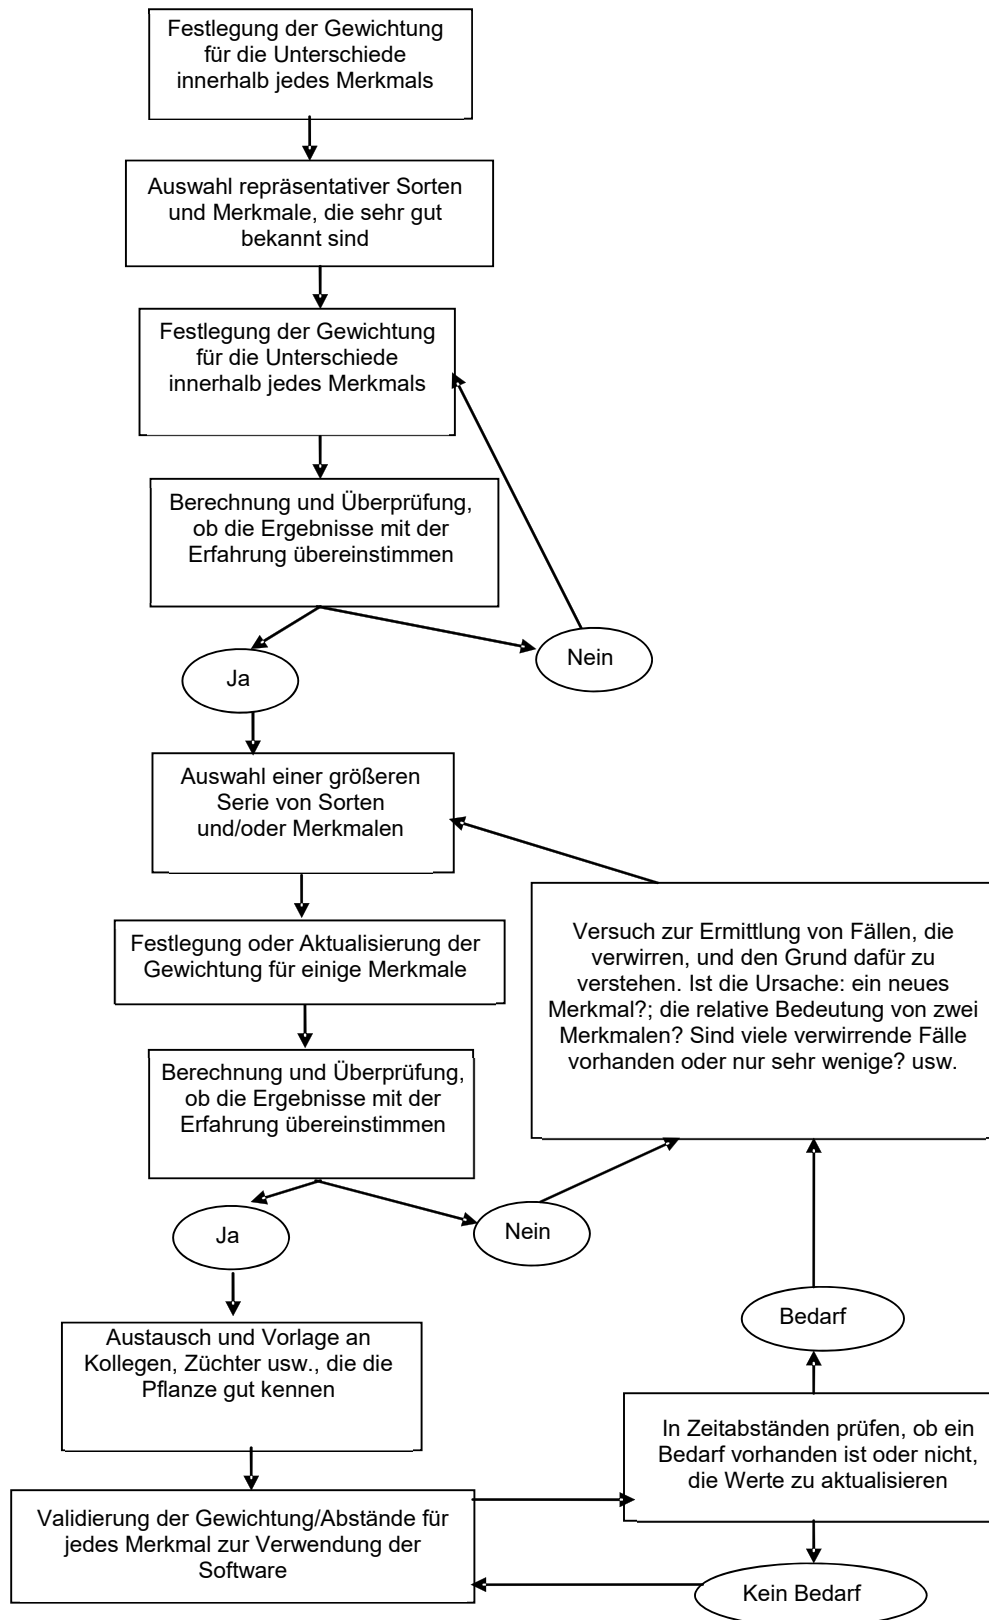 Festlegung der Gewichtung
für die Unterschiede
innerhalb jedes Merkmals
Auswahl repräsentativer Sorten
und Merkmale, die sehr gut
bekannt sind
Festlegung der Gewichtung
für die Unterschiede
innerhalb jedes Merkmals
Berechnung und Überprüfung,
ob die Ergebnisse mit der
Erfahrung übereinstimmen
Ja
Nein
Auswahl einer größeren
Serie von Sorten
und/oder Merkmalen
Festlegung oder Aktualisierung der
Gewichtung für einige Merkmale
Versuch zur Ermittlung von Fällen, die
verwirren, und den Grund dafür zu
verstehen. Ist die Ursache: ein neues
Merkmal?; die relative Bedeutung von zwei
Merkmalen? Sind viele verwirrende Fälle
vorhanden oder nur sehr wenige? usw.
Berechnung und Überprüfung,
ob die Ergebnisse mit der
Erfahrung übereinstimmen
Ja
Nein
Bedarf
Austausch und Vorlage an
Kollegen, Züchter usw., die die
Pflanze gut kennen
In Zeitabständen prüfen, ob ein
Bedarf vorhanden ist oder nicht,
die Werte zu aktualisieren
Validierung der Gewichtung/Abstände für
jedes Merkmal zur Verwendung der
Software
Kein Bedarf